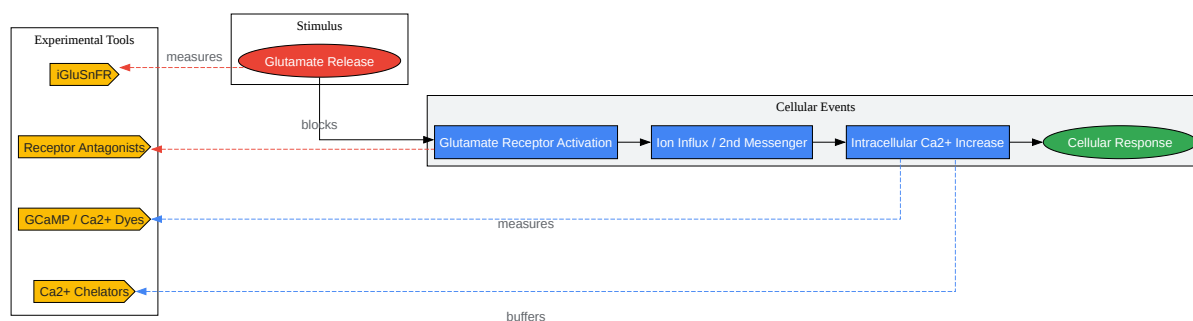 Stimulus
Experimental Tools
measures
Glutamate Release
iGluSnFR
Cellular Events
blocks
Receptor Antagonists
Glutamate Receptor Activation
Ion Influx / 2nd Messenger
Intracellular Ca2+ Increase
Cellular Response
GCaMP / Ca2+ Dyes
measures
Ca2+ Chelators
buffers